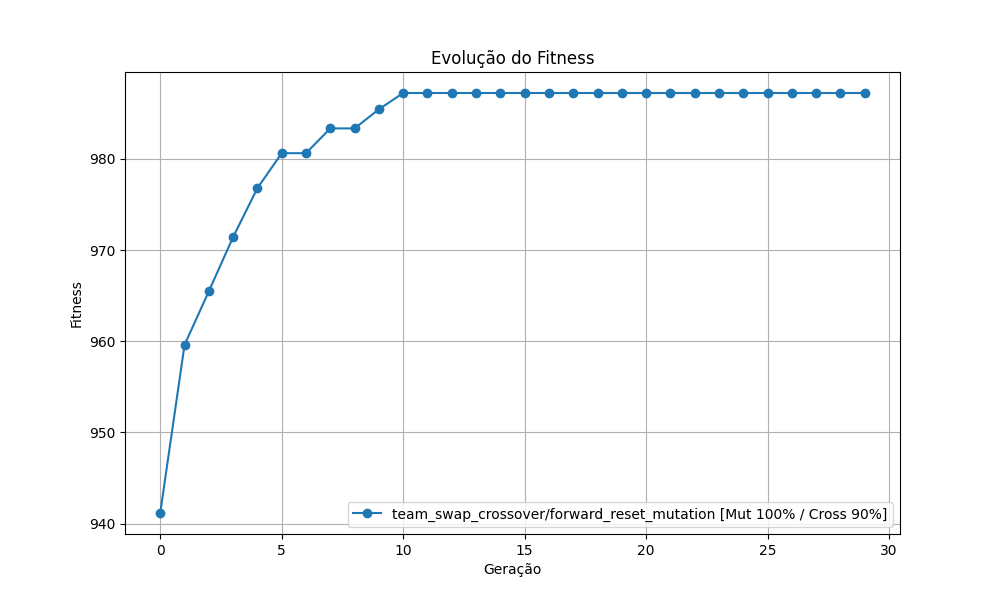 Evolução do Fitness
Fitness
980
970
960
950
940
0 5 10 15 20 25 30
Geração
team_swap_crossover/forward_reset_mutation [Mut 100% / Cross 90%]